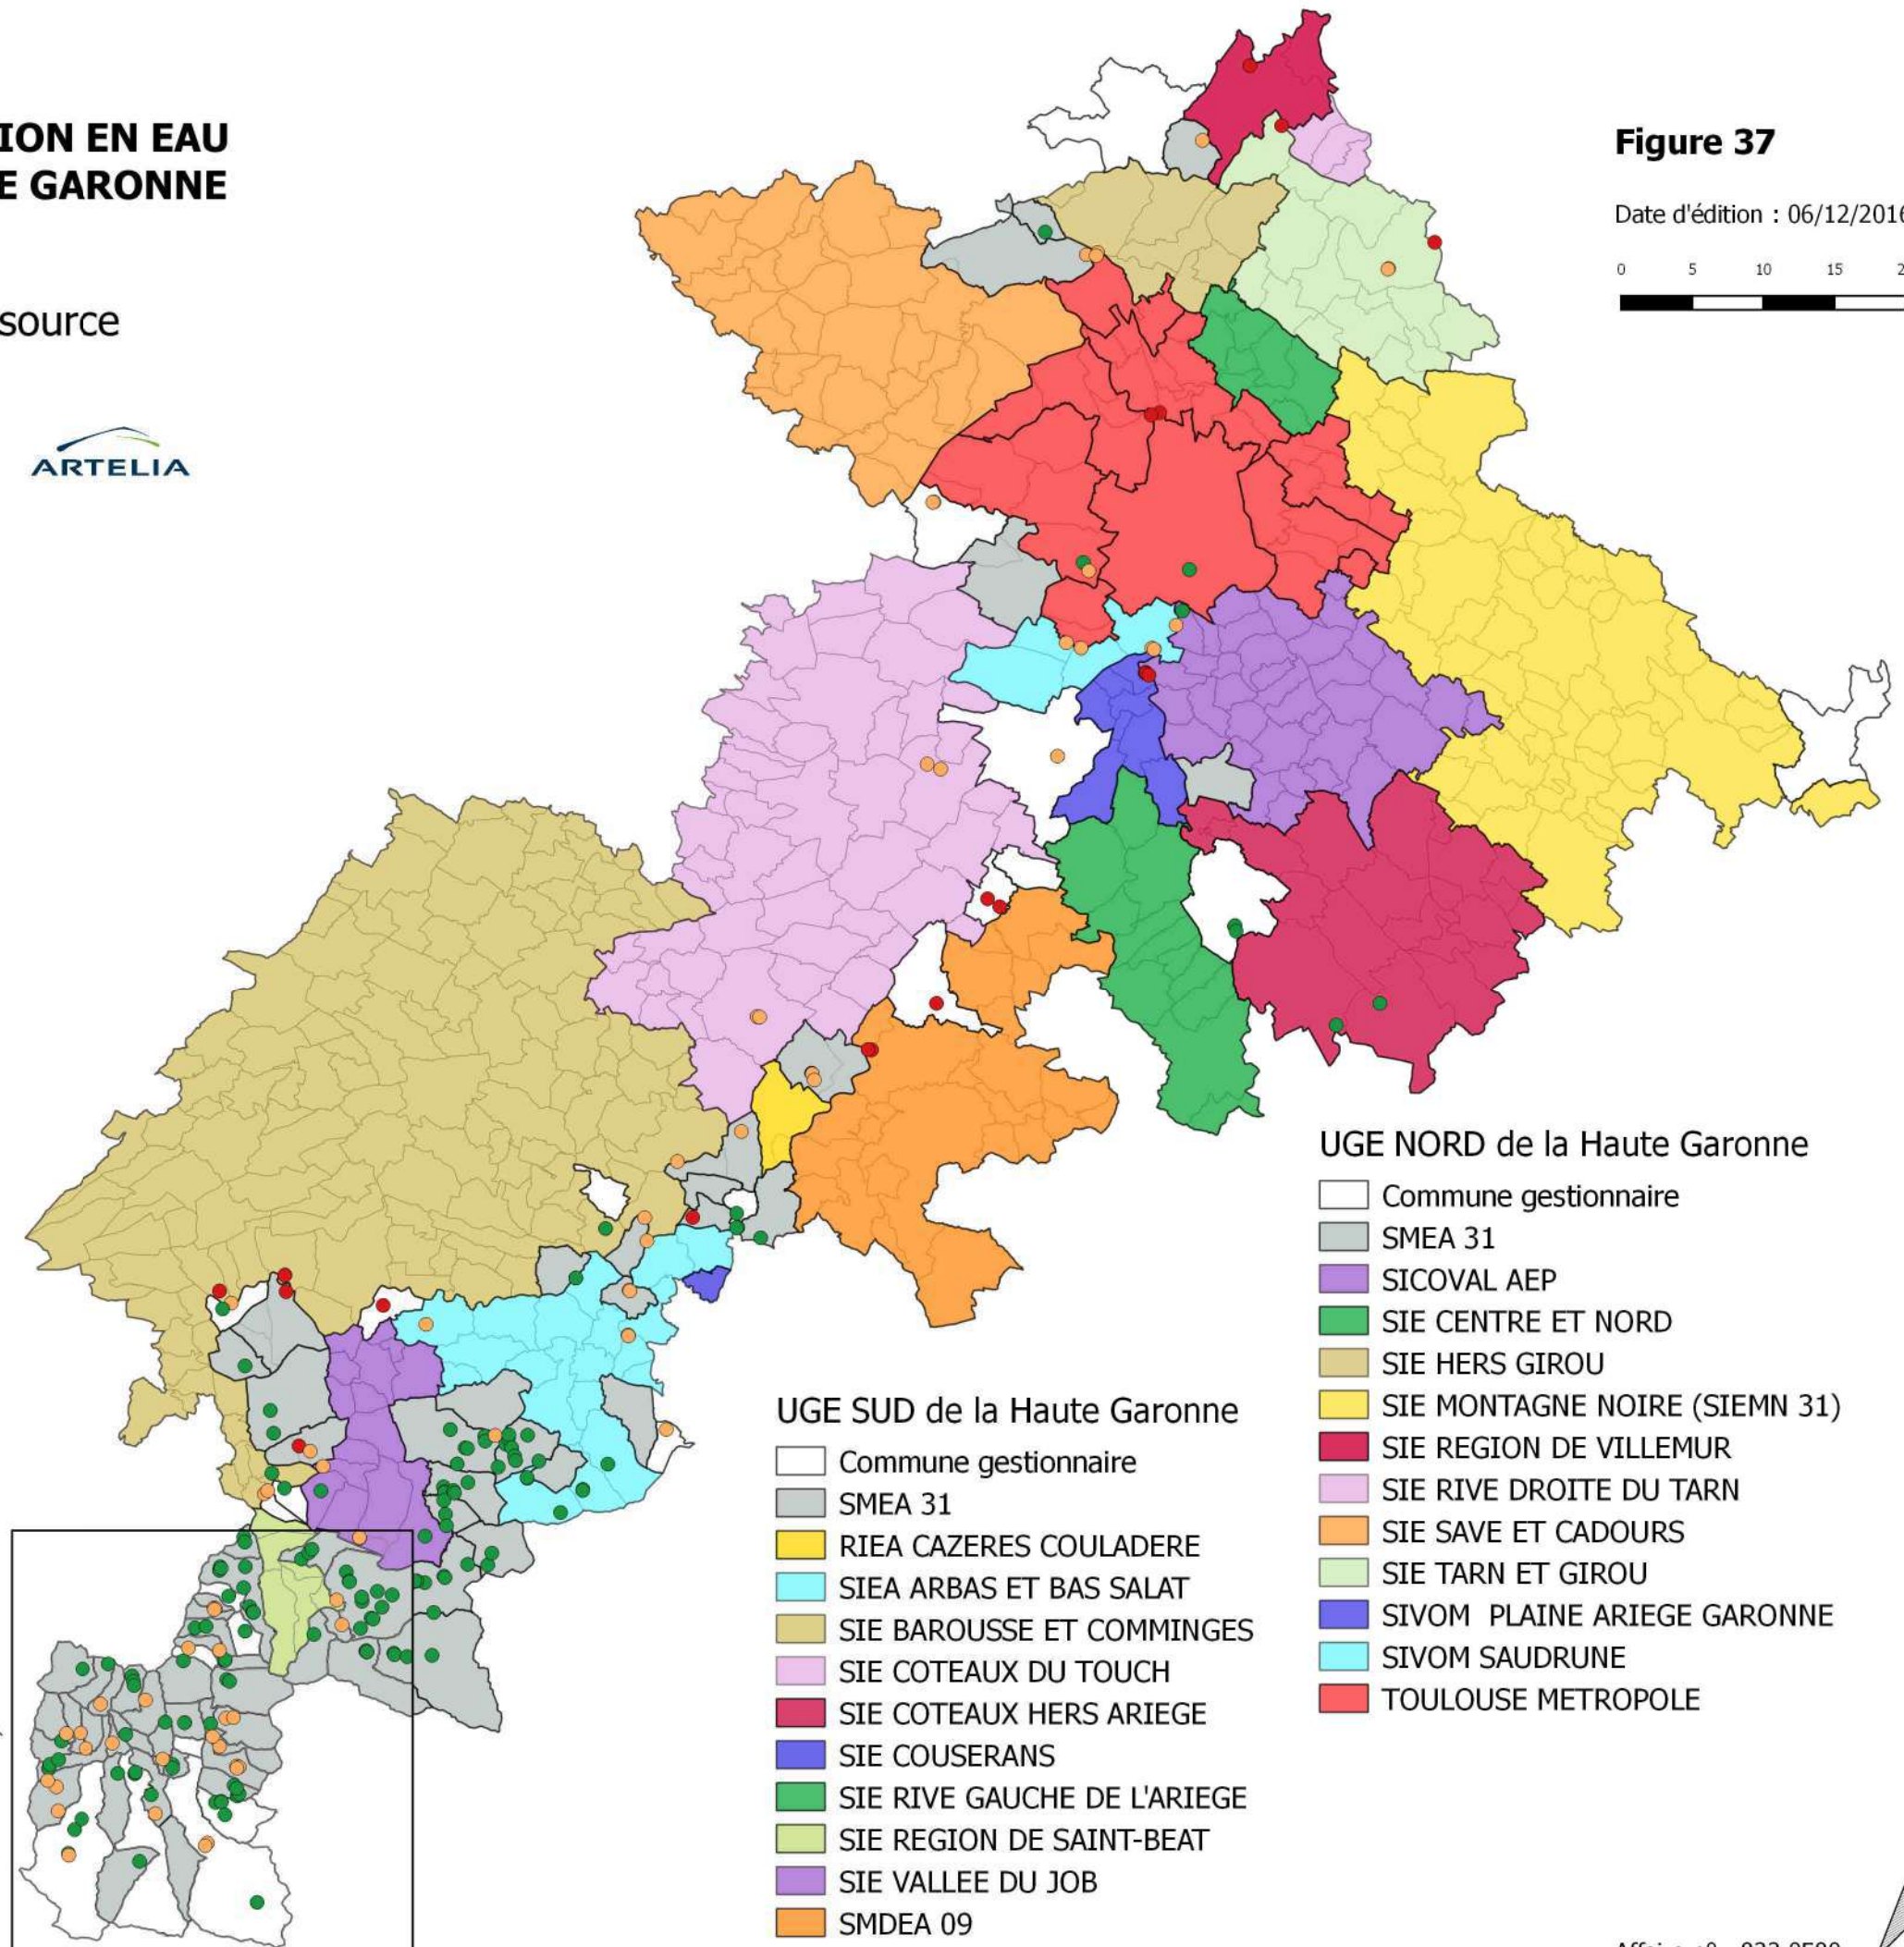 ION EN EAU
E GARONNE
source
ARTELIA
Figure 37
Date d'édition : 06/12/2016
0 5 10 15 2
UGE NORD de la Haute Garonne
Commune gestionnaire
SMEA 31
SICOVAL AEP
SIE CENTRE ET NORD
SIE HERS GIROU
SIE MONTAGNE NOIRE (SIEMN 31)
SIE REGION DE VILLEMUR
SIE RIVE DROITE DU TARN
SIE SAVE ET CADOURS
SIE TARN ET GIROU
SIVOM PLAINE ARIEGE GARONNE
SIVOM SAUDRUNE
TOULOUSE METROPOLE
UGE SUD de la Haute Garonne
Commune gestionnaire
SMEA 31
RIEA CAZERES COULADERE
SIEA ARBAS ET BAS SALAT
SIE BAROUSSE ET COMMINGES
SIE COTEAUX DU TOUCH
SIE COTEAUX HERS ARIEGE
SIE COUSERANS
SIE RIVE GAUCHE DE L'ARIEGE
SIE REGION DE SAINT-BEAT
SIE VALLEE DU JOB
SMDEA 09